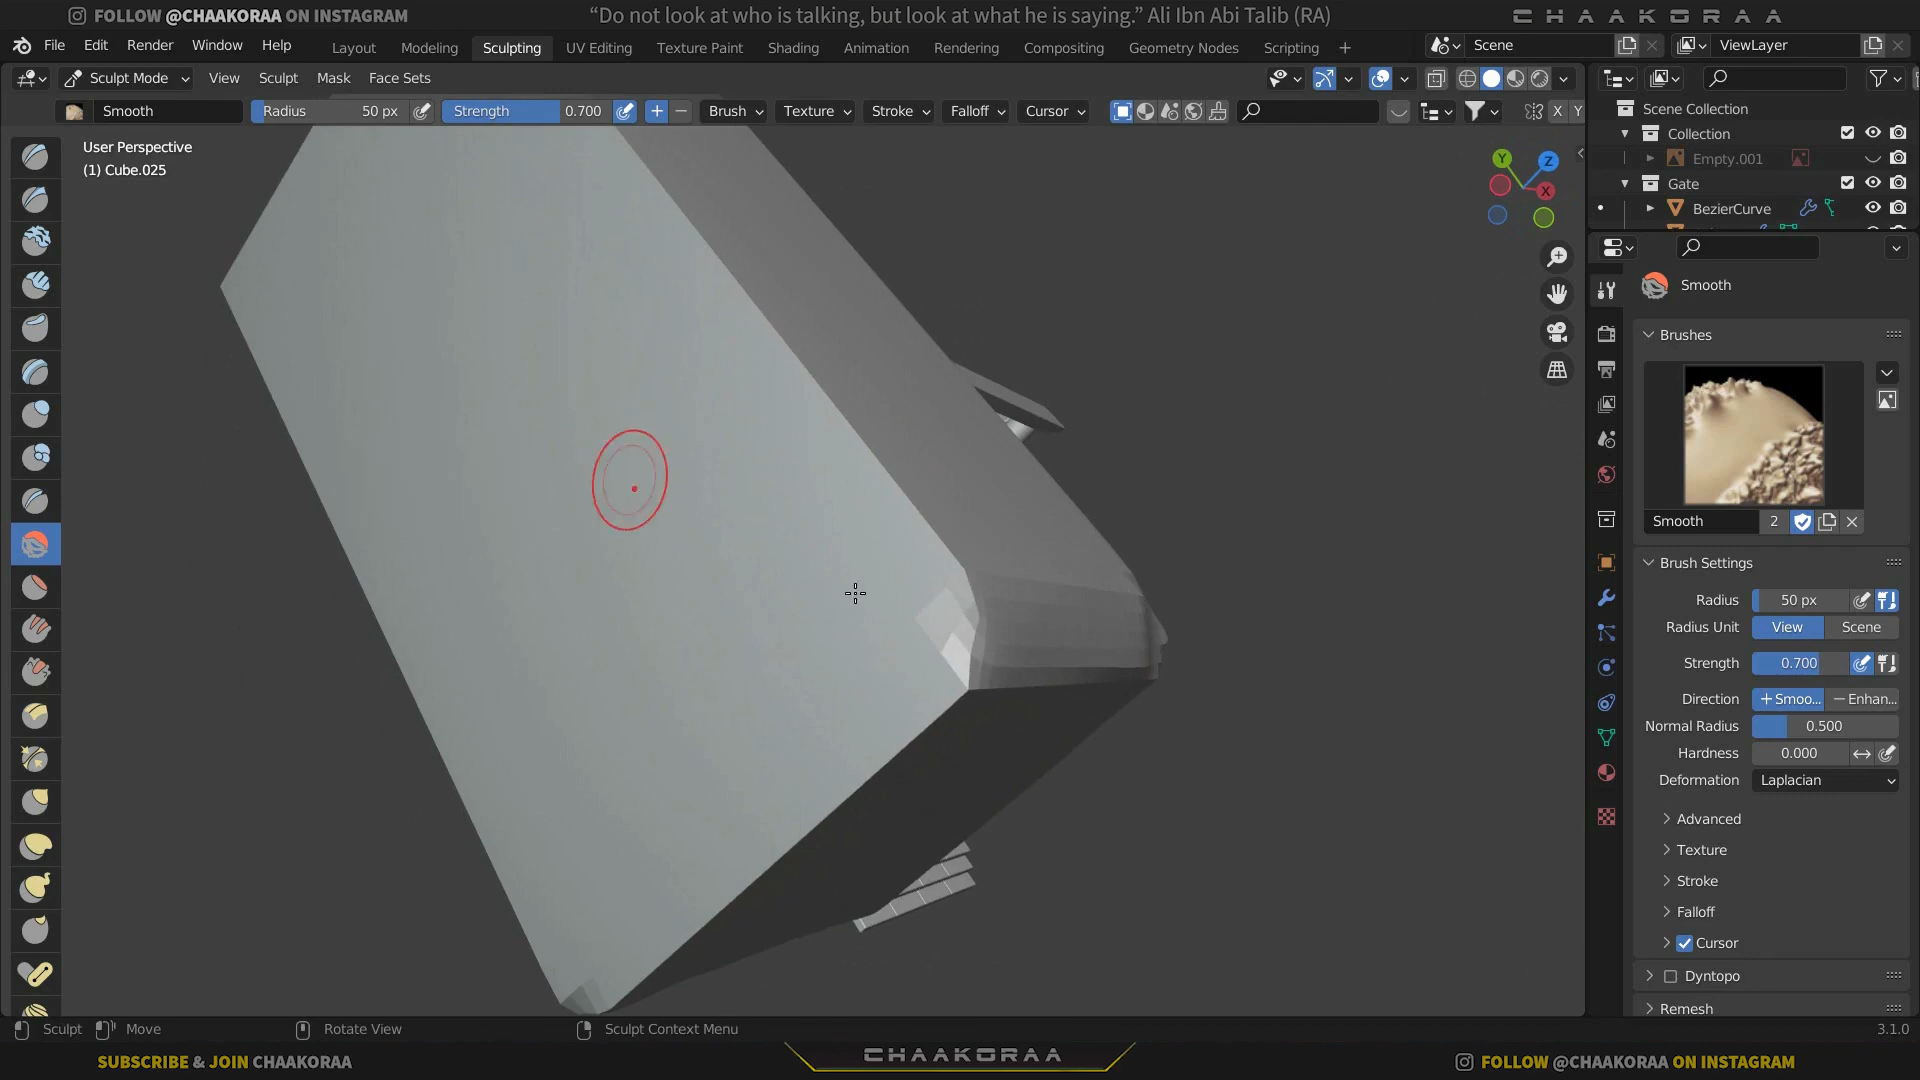 FOLLOW @CHAAKORAA ON INSTAGRAM
“Do not look at who is talking, but look at what he is saying.” Ali Ibn Abi Talib (RA)
CHAAKORAA
File Edit Render Window Help
Layout Modeling Sculpting UV Editing Texture Paint Shading Animation Rendering Compositing Geometry Nodes Scripting +
Scene
ViewLayer
Sculpt Mode View Sculpt Mask Face Sets
Smooth
Radius 50 px
Strength 0.700
Brush Texture Stroke Falloff Cursor
X Y
User Perspective
(1) Cube.025
Y Z X
Scene Collection
Collection
Empty.001
Gate
BezierCurve
Smooth
Brushes
Smooth 2
Brush Settings
Radius 50 px
Radius Unit View Scene
Strength 0.700
Direction + Smoo... − Enhan...
Normal Radius 0.500
Hardness 0.000
Deformation Laplacian
Advanced
Texture
Stroke
Falloff
Cursor
Dyntopo
Remesh
Sculpt Move Rotate View Sculpt Context Menu 3.1.0
SUBSCRIBE & JOIN CHAAKORAA
CHAAKORAA
FOLLOW @CHAAKORAA ON INSTAGRAM